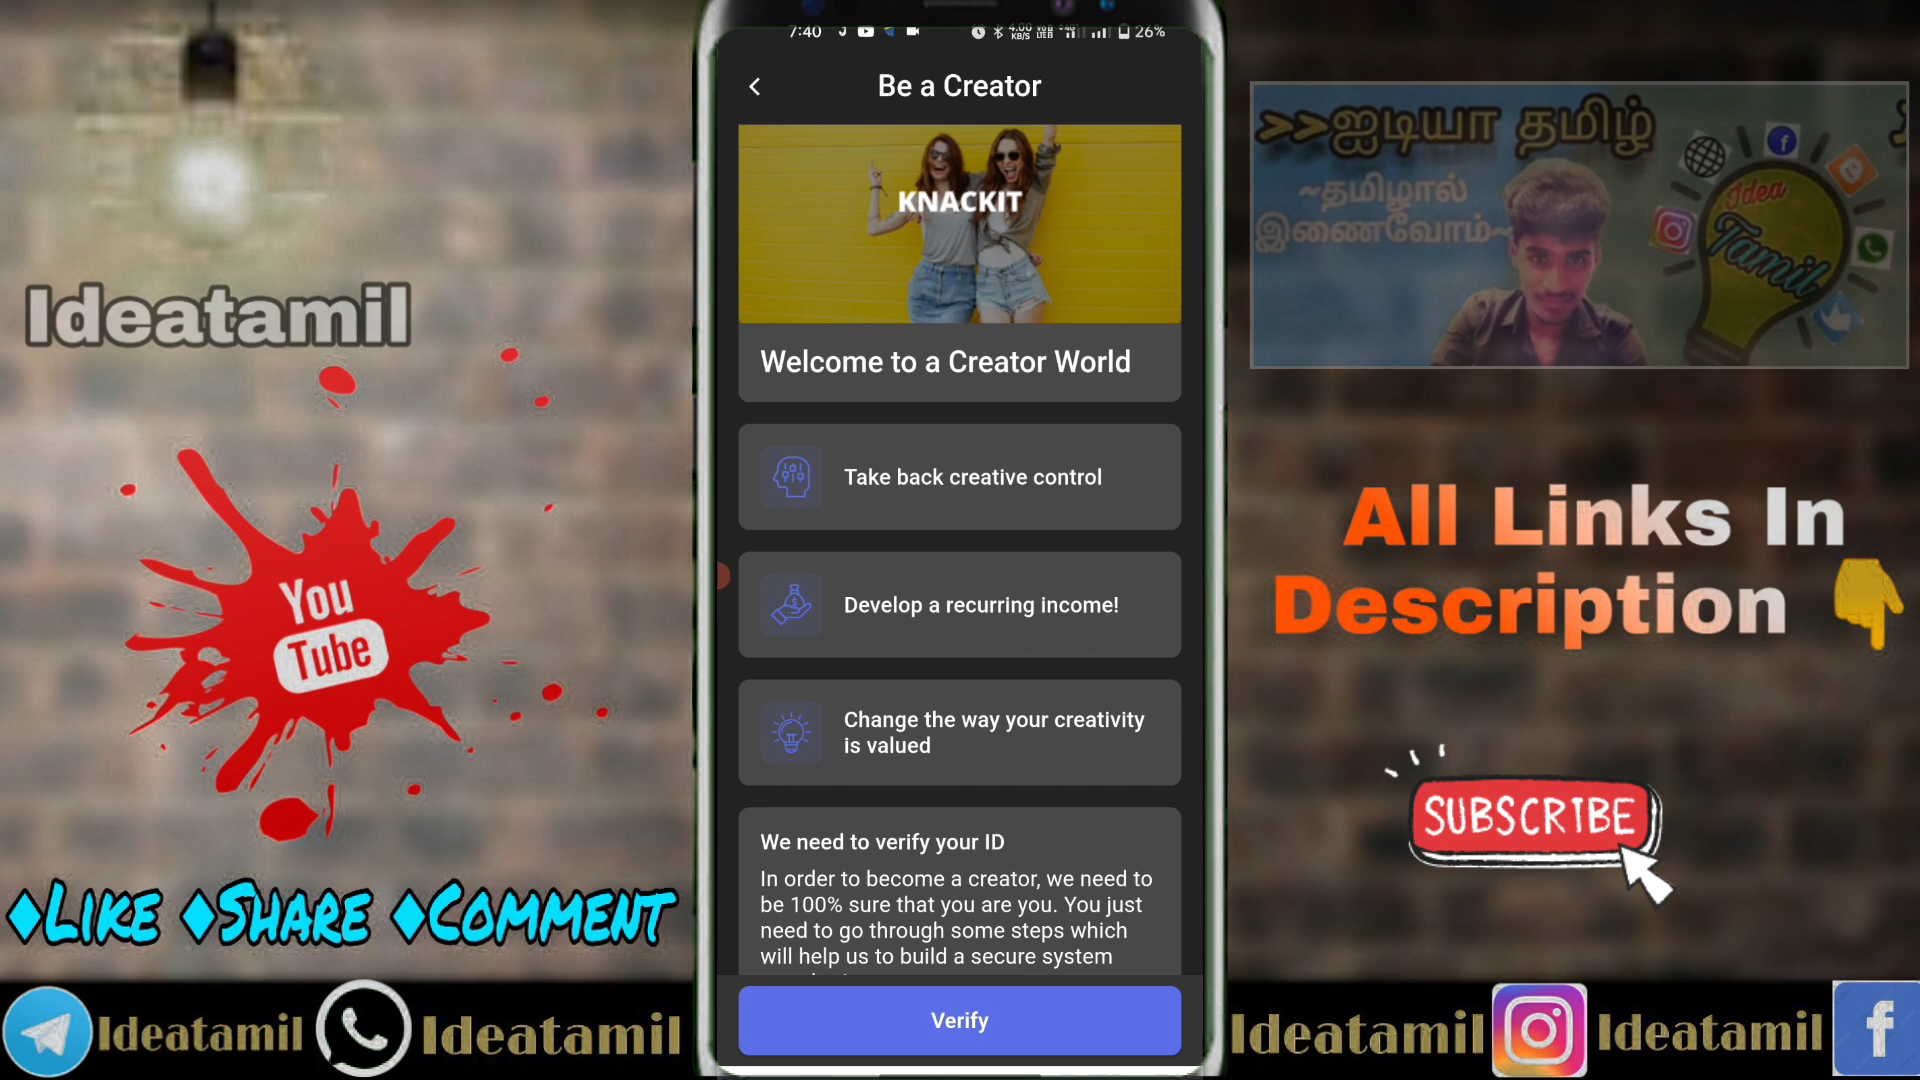 7:40
4.00 KB/S
26%
Be a Creator
KNACKIT
Welcome to a Creator World
Take back creative control
Develop a recurring income!
Change the way your creativity
is valued
We need to verify your ID
In order to become a creator, we need to
be 100% sure that you are you. You just
need to go through some steps which
will help us to build a secure system
Verify
Ideatamil
You
Tube
♦LIKE ♦SHARE ♦COMMENT
>>ஐடியா தமிழ்
~தமிழால்
இணைவோம்~
Idea
Tamil
All Links In
Description 👇
SUBSCRIBE
Ideatamil
Ideatamil
Ideatamil
Ideatamil